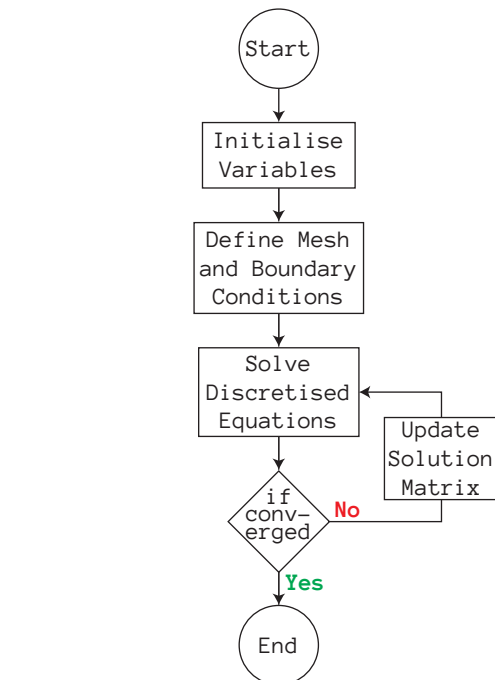 Start
Initialise
Variables
Define Mesh
and Boundary
Conditions
Solve
Discretised
Equations
Update
Solution
Matrix
if
conv-
erged
No
Yes
End